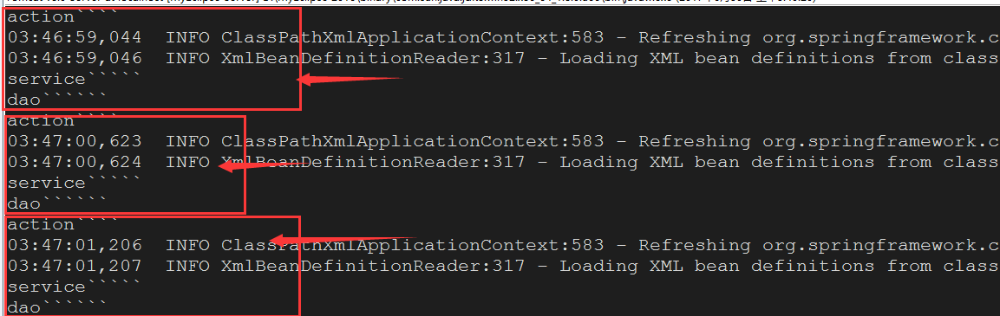 action````
03:46:59,044  INFO ClassPathXmlApplicationContext:583 - Refreshing org.springframework.c
03:46:59,046  INFO XmlBeanDefinitionReader:317 - Loading XML bean definitions from class
service`````
dao``````
action````
03:47:00,623  INFO ClassPathXmlApplicationContext:583 - Refreshing org.springframework.c
03:47:00,624  INFO XmlBeanDefinitionReader:317 - Loading XML bean definitions from class
service`````
dao``````
action````
03:47:01,206  INFO ClassPathXmlApplicationContext:583 - Refreshing org.springframework.c
03:47:01,207  INFO XmlBeanDefinitionReader:317 - Loading XML bean definitions from class
service`````
dao``````